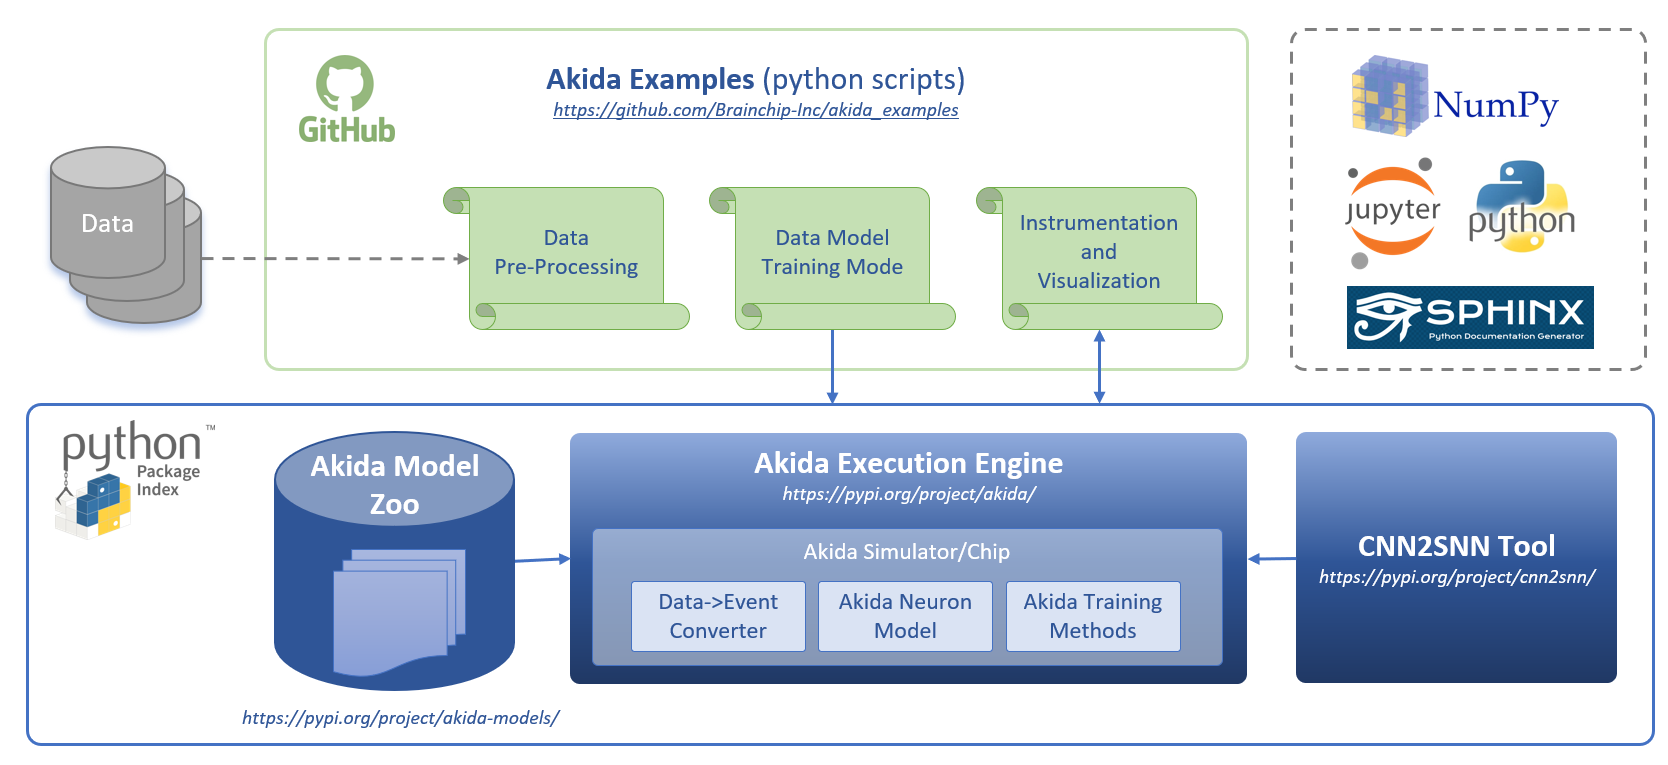 GitHub
Akida Examples (python scripts)
https://github.com/Brainchip-Inc/akida_examples
Data
Data
Pre-Processing
Data Model
Training Mode
Instrumentation
and
Visualization
NumPy
jupyter
python
SPHINX
Python Documentation Generator
python™
Package
Index
Akida Model
Zoo
https://pypi.org/project/akida-models/
Akida Execution Engine
https://pypi.org/project/akida/
Akida Simulator/Chip
Data->Event
Converter
Akida Neuron
Model
Akida Training
Methods
CNN2SNN Tool
https://pypi.org/project/cnn2snn/